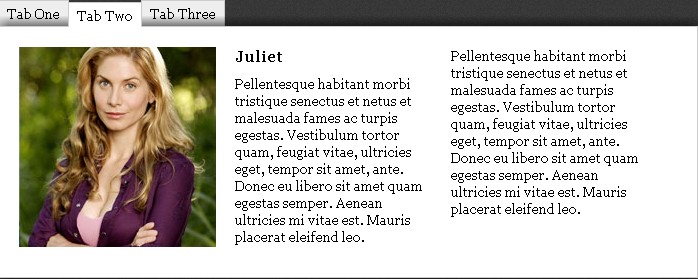 Tab One
Tab Two
Tab Three
Juliet
Pellentesque habitant morbi
tristique senectus et netus et
malesuada fames ac turpis
egestas. Vestibulum tortor
quam, feugiat vitae, ultricies
eget, tempor sit amet, ante.
Donec eu libero sit amet quam
egestas semper. Aenean
ultricies mi vitae est. Mauris
placerat eleifend leo.
Pellentesque habitant morbi
tristique senectus et netus et
malesuada fames ac turpis
egestas. Vestibulum tortor
quam, feugiat vitae, ultricies
eget, tempor sit amet, ante.
Donec eu libero sit amet quam
egestas semper. Aenean
ultricies mi vitae est. Mauris
placerat eleifend leo.